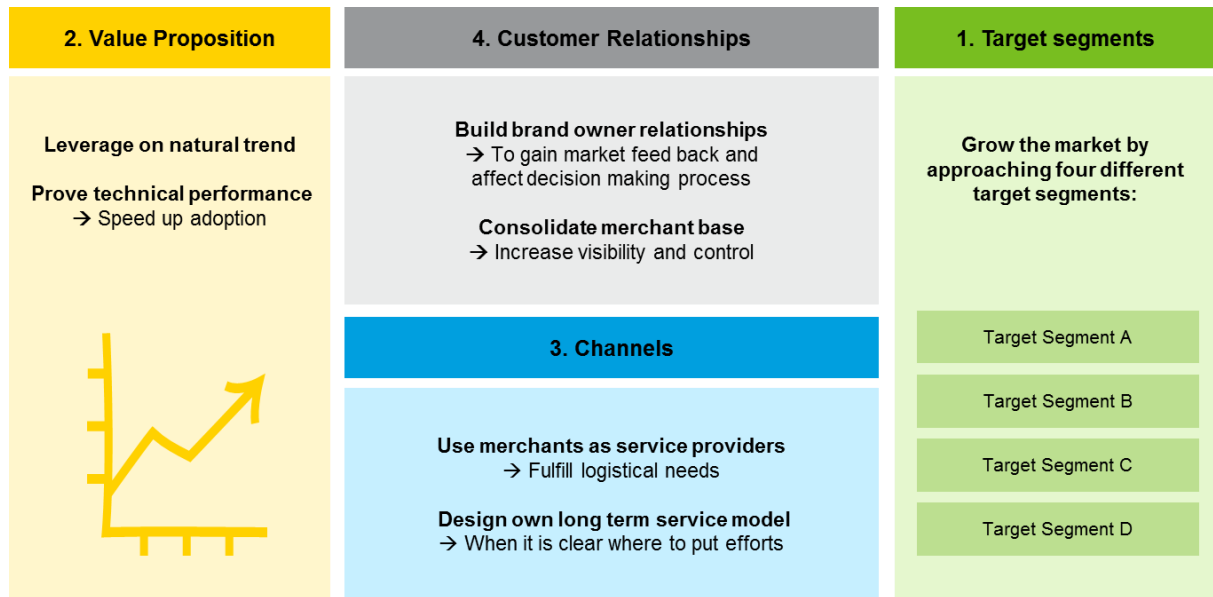 2. Value Proposition
Leverage on natural trend
Prove technical performance
→ Speed up adoption
4. Customer Relationships
Build brand owner relationships
→ To gain market feed back and
affect decision making process
Consolidate merchant base
→ Increase visibility and control
3. Channels
Use merchants as service providers
→ Fulfill logistical needs
Design own long term service model
→ When it is clear where to put efforts
1. Target segments
Grow the market by
approaching four different
target segments:
Target Segment A
Target Segment B
Target Segment C
Target Segment D